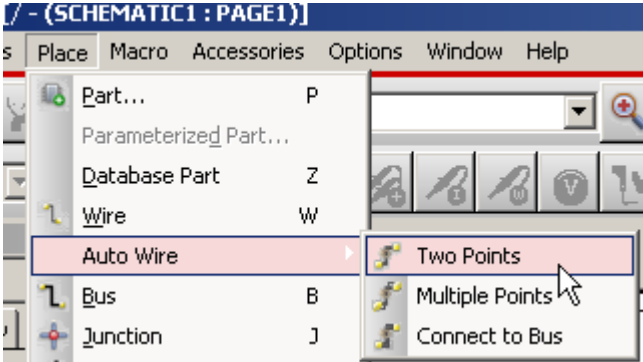 [/ - (SCHEMATIC1 : PAGE1)]
s Place Macro Accessories Options Window Help
Part... P
Parameterized Part...
Database Part Z
Wire W
Auto Wire
Two Points
Bus B
Multiple Points
Junction J
Connect to Bus